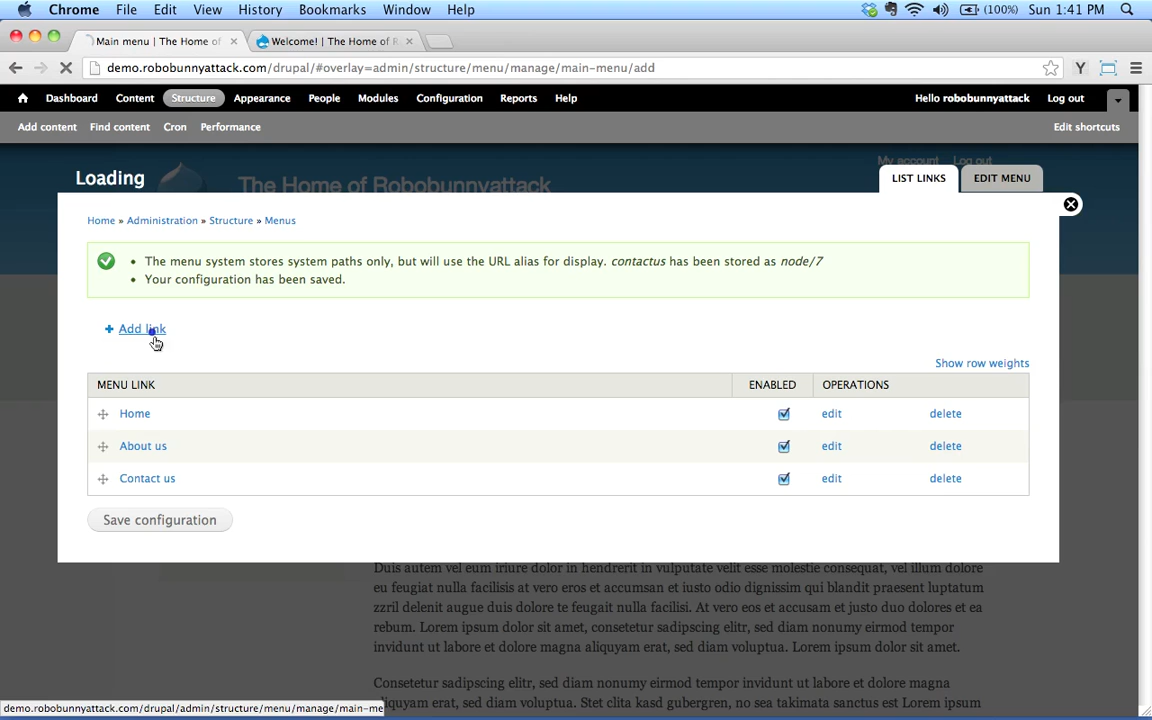 Chrome File Edit View History Bookmarks Window Help (100%) Sun 1:41 PM
Main menu | The Home of Welcome! | The Home of R
demo.robobunnyattack.com/drupal/#overlay=admin/structure/menu/manage/main-menu/add
Dashboard Content Structure Appearance People Modules Configuration Reports Help Hello robobunnyattack Log out
Add content Find content Cron Performance Edit shortcuts
My account Log out
Loading The Home of Robobunnyattack LIST LINKS EDIT MENU
Home » Administration » Structure » Menus
• The menu system stores system paths only, but will use the URL alias for display. contactus has been stored as node/7
• Your configuration has been saved.
+ Add link
Show row weights
MENU LINK ENABLED OPERATIONS
Home edit delete
About us edit delete
Contact us edit delete
Save configuration
Duis autem vel eum iriure dolor in hendrerit in vulputate velit esse molestie consequat, vel illum dolore
eu feugiat nulla facilisis at vero eros et accumsan et iusto odio dignissim qui blandit praesent luptatum
zzril delenit augue duis dolore te feugait nulla facilisi. At vero eos et accusam et justo duo dolores et ea
rebum. Lorem ipsum dolor sit amet, consetetur sadipscing elitr, sed diam nonumy eirmod tempor
invidunt ut labore et dolore magna aliquyam erat, sed diam voluptua. Lorem ipsum dolor sit amet.
Consetetur sadipscing elitr, sed diam nonumy eirmod tempor invidunt ut labore et dolore magna
aliquyam erat, sed diam voluptua. Stet clita kasd gubergren, no sea takimata sanctus est Lorem ipsum
demo.robobunnyattack.com/drupal/admin/structure/menu/manage/main-me